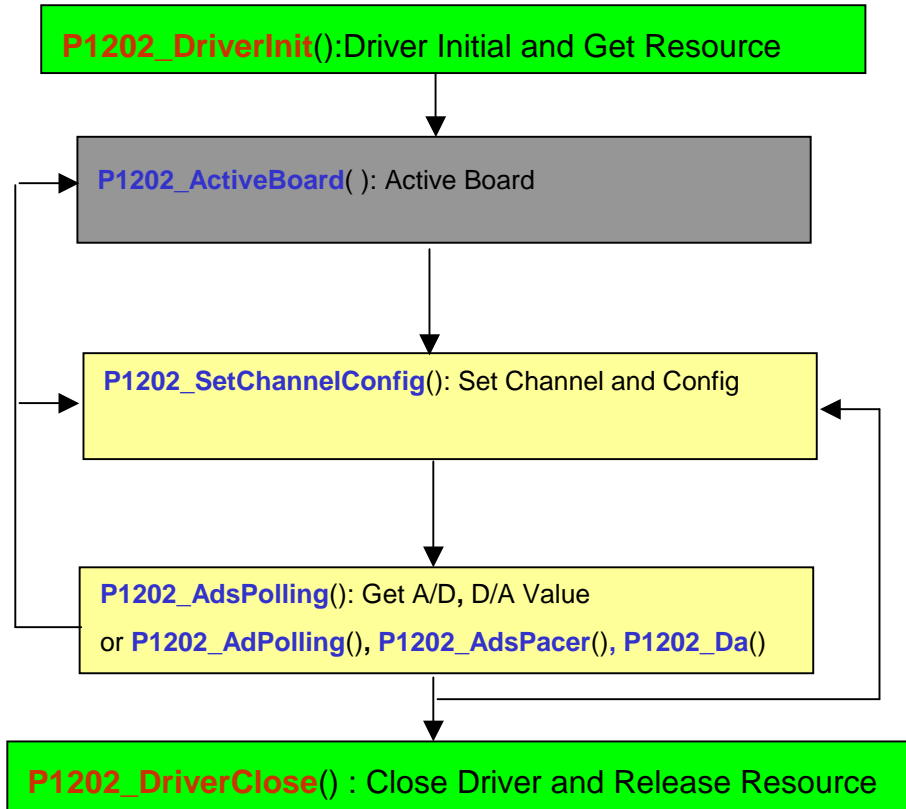 P1202_DriverInit():Driver Initial and Get Resource
P1202_ActiveBoard( ): Active Board
P1202_SetChannelConfig(): Set Channel and Config
P1202_AdsPolling(): Get A/D, D/A Value
or P1202_AdPolling(), P1202_AdsPacer(), P1202_Da()
P1202_DriverClose() : Close Driver and Release Resource